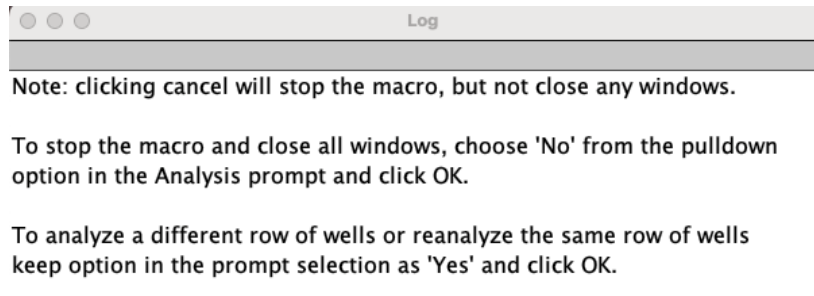 Log
Note: clicking cancel will stop the macro, but not close any windows.
To stop the macro and close all windows, choose 'No' from the pulldown
option in the Analysis prompt and click OK.
To analyze a different row of wells or reanalyze the same row of wells
keep option in the prompt selection as 'Yes' and click OK.